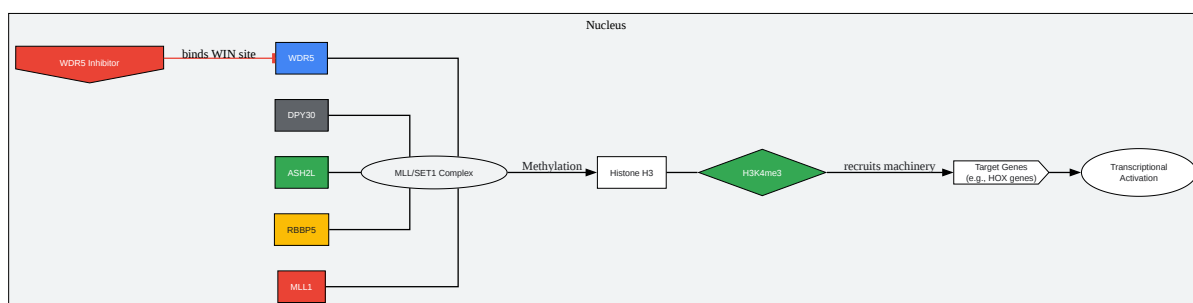 Nucleus
WDR5 Inhibitor
binds WIN site
WDR5
DPY30
ASH2L
RBBP5
MLL1
MLL/SET1 Complex
Methylation
Histone H3
H3K4me3
recruits machinery
Target Genes
(e.g., HOX genes)
Transcriptional
Activation